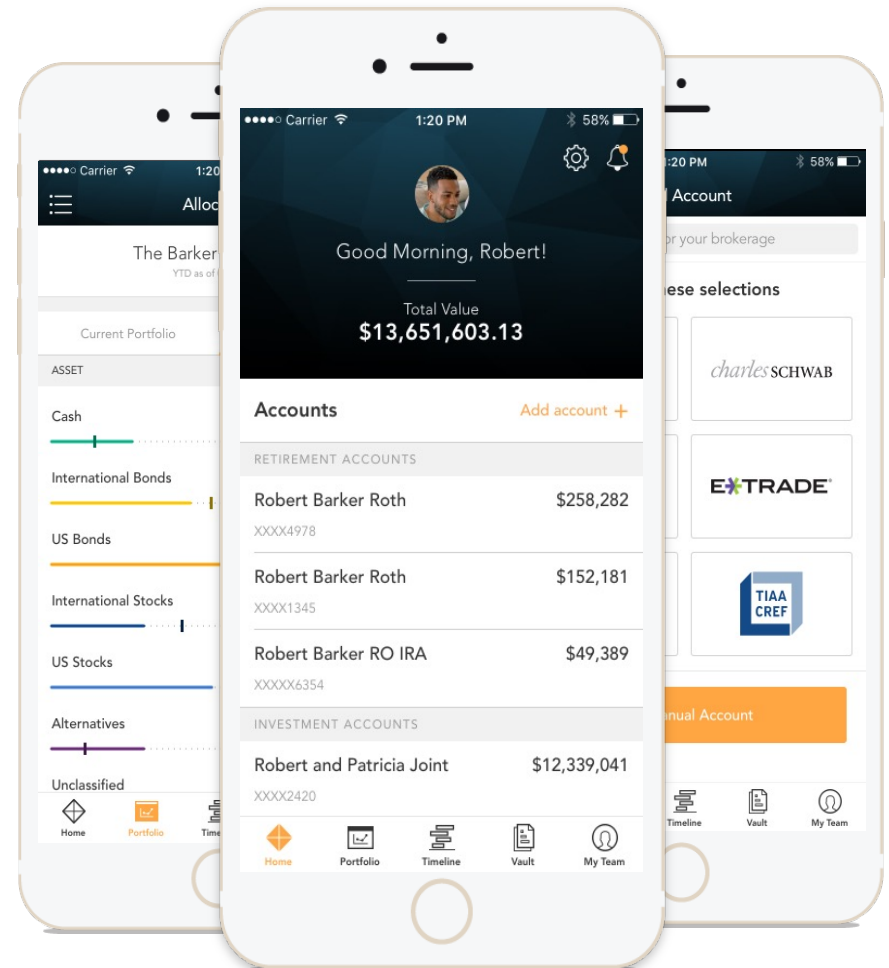 Carrier 1:20
Alloc
The Barker
YTD as of
Current Portfolio
ASSET
Cash
International Bonds
US Bonds
International Stocks
US Stocks
Alternatives
Unclassified
Home Portfolio Time
Carrier 1:20 PM 58%
Good Morning, Robert!
Total Value
$13,651,603.13
Accounts Add account +
RETIREMENT ACCOUNTS
Robert Barker Roth $258,282
XXXX4978
Robert Barker Roth $152,181
XXXX1345
Robert Barker RO IRA $49,389
XXXXX6354
INVESTMENT ACCOUNTS
Robert and Patricia Joint $12,339,041
XXXX2420
Home Portfolio Timeline Vault My Team
:20 PM 58%
Account
or your brokerage
ese selections
charles SCHWAB
E*TRADE
TIAA
CREF
nual Account
Timeline Vault My Team